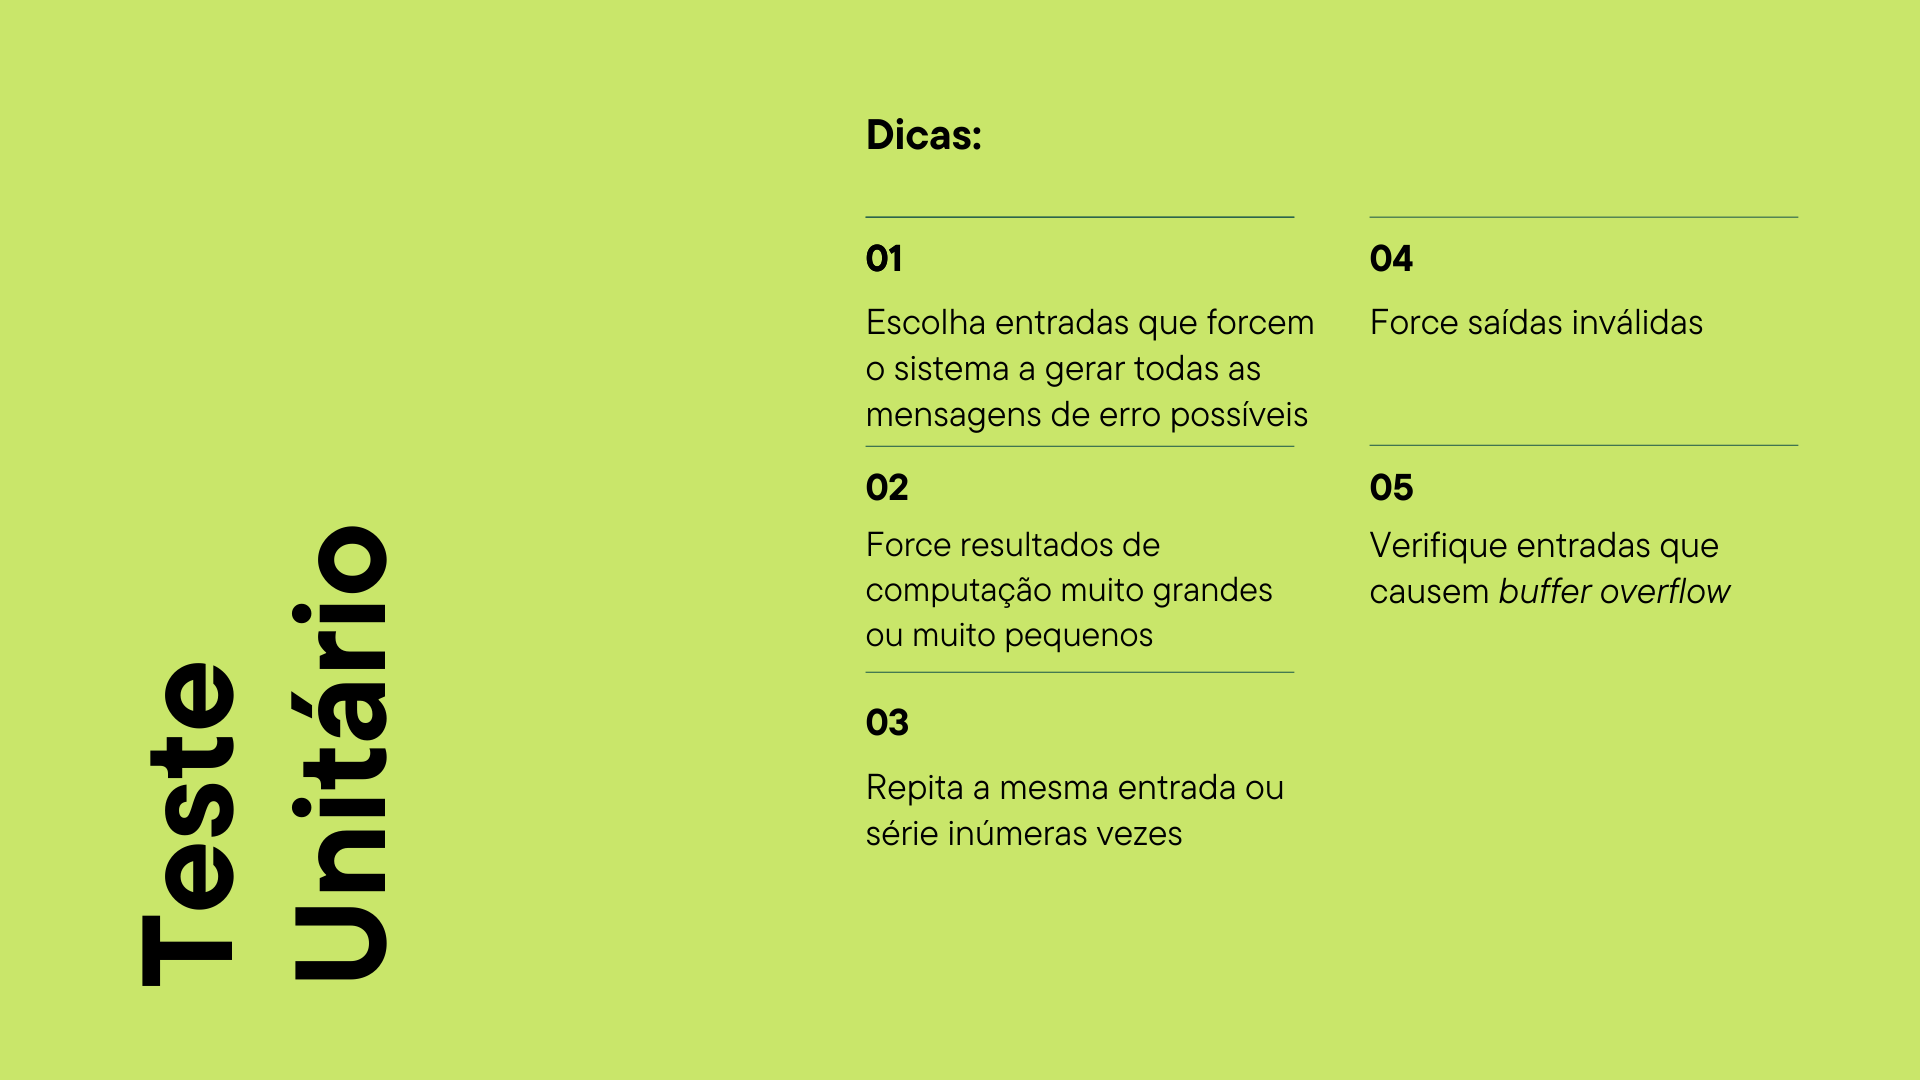 Teste
Unitário
Dicas:
01
Escolha entradas que forcem
o sistema a gerar todas as
mensagens de erro possíveis
02
Force resultados de
computação muito grandes
ou muito pequenos
03
Repita a mesma entrada ou
série inúmeras vezes
04
Force saídas inválidas
05
Verifique entradas que
causem buffer overflow